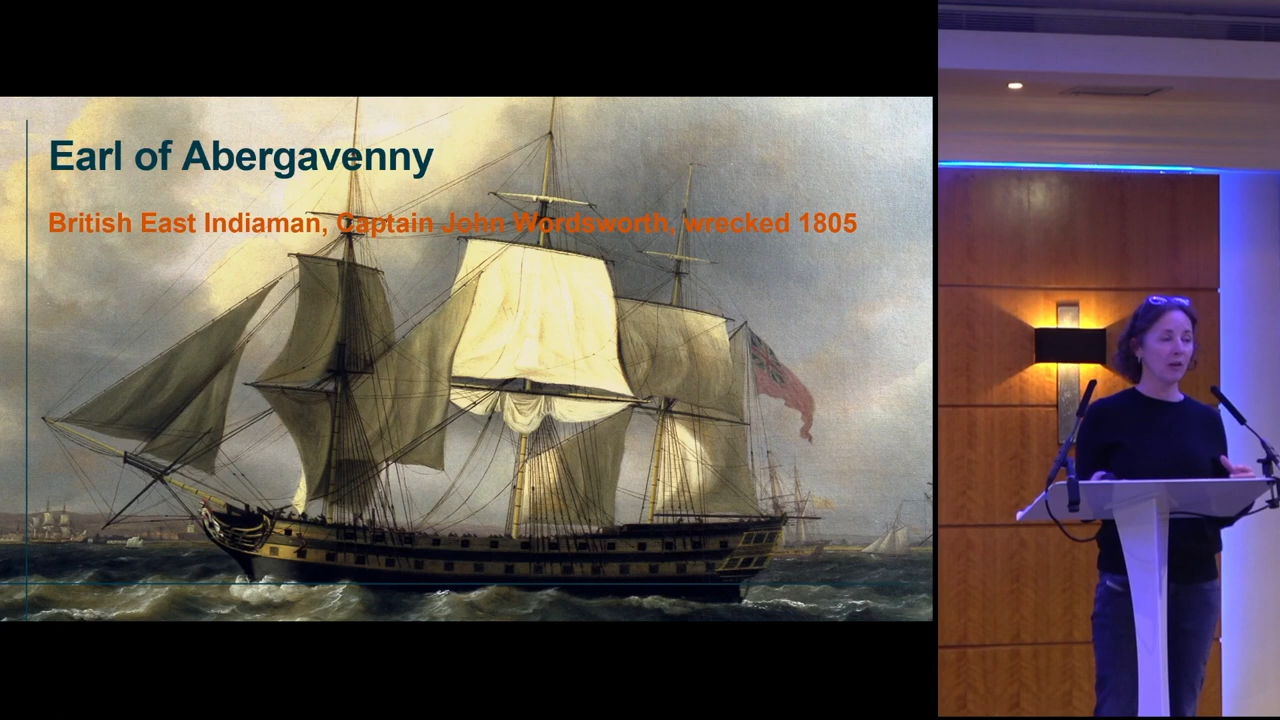 Earl of Abergavenny
British East Indiaman, Captain John Wordsworth, wrecked 1805